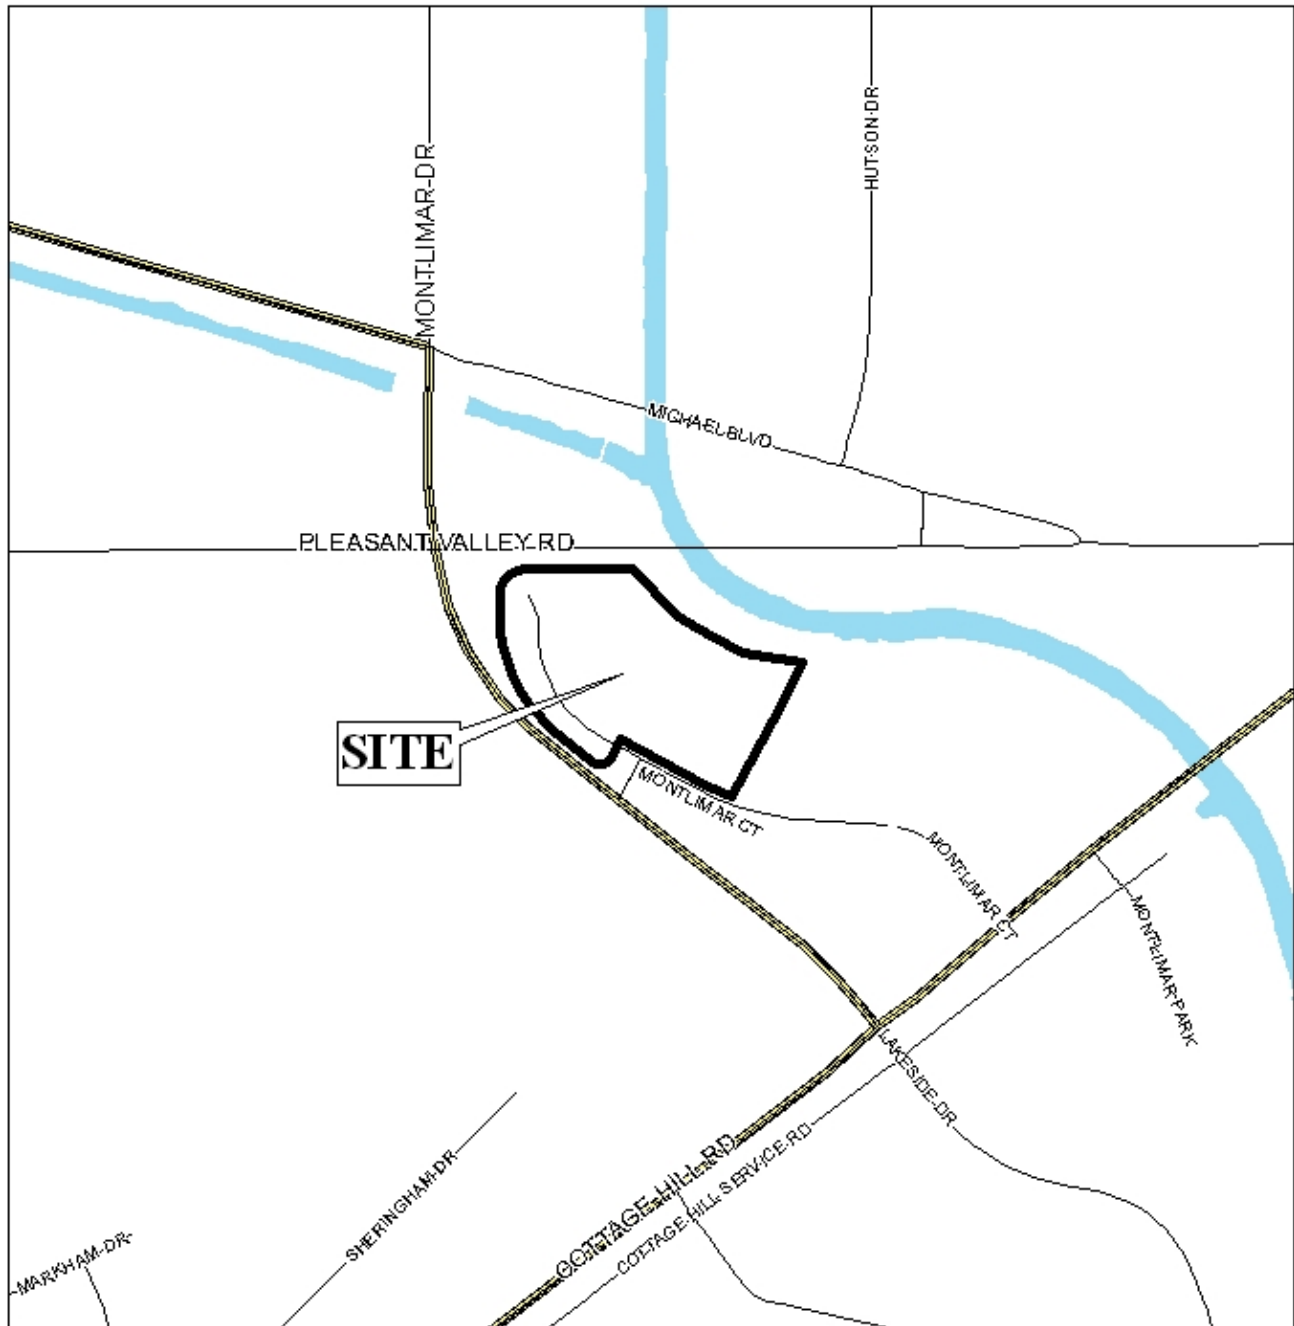 HUTSON DR
MONTLIMAR DR
MICHAEL BLVD
PLEASANT VALLEY RD
SITE
MONTLIMAR CT
MONTLIMAR CT
MONTLIMAR PARK
LAKESIDE DR
COTTAGE HILL RD
COTTAGE HILL SERVICE RD
SHERINGHAM DR
MARKHAM DR